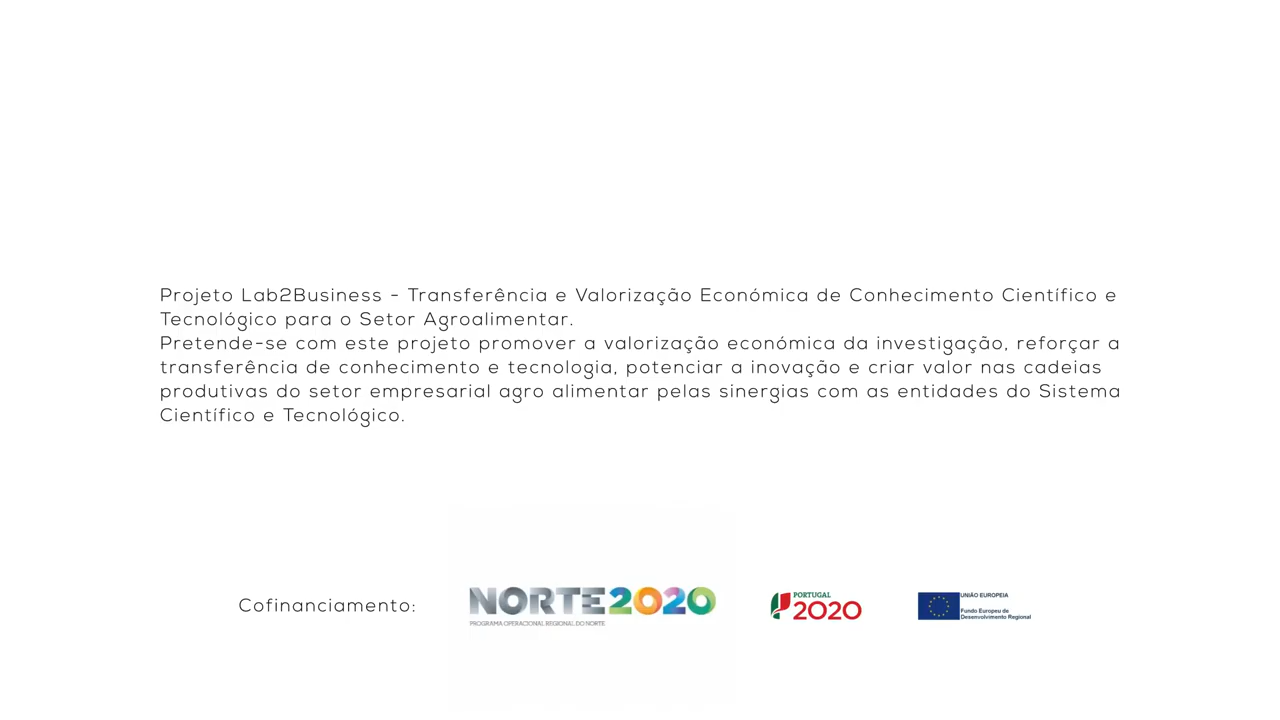 Projeto Lab2Business - Transferência e Valorização Económica de Conhecimento Científico e
Tecnológico para o Setor Agroalimentar.
Pretende-se com este projeto promover a valorização económica da investigação, reforçar a
transferência de conhecimento e tecnologia, potenciar a inovação e criar valor nas cadeias
produtivas do setor empresarial agro alimentar pelas sinergias com as entidades do Sistema
Científico e Tecnológico.
Cofinanciamento:
NORTE2020
PROGRAMA OPERACIONAL REGIONAL DO NORTE
PORTUGAL
2020
UNIÃO EUROPEIA
Fundo Europeu de
Desenvolvimento Regional